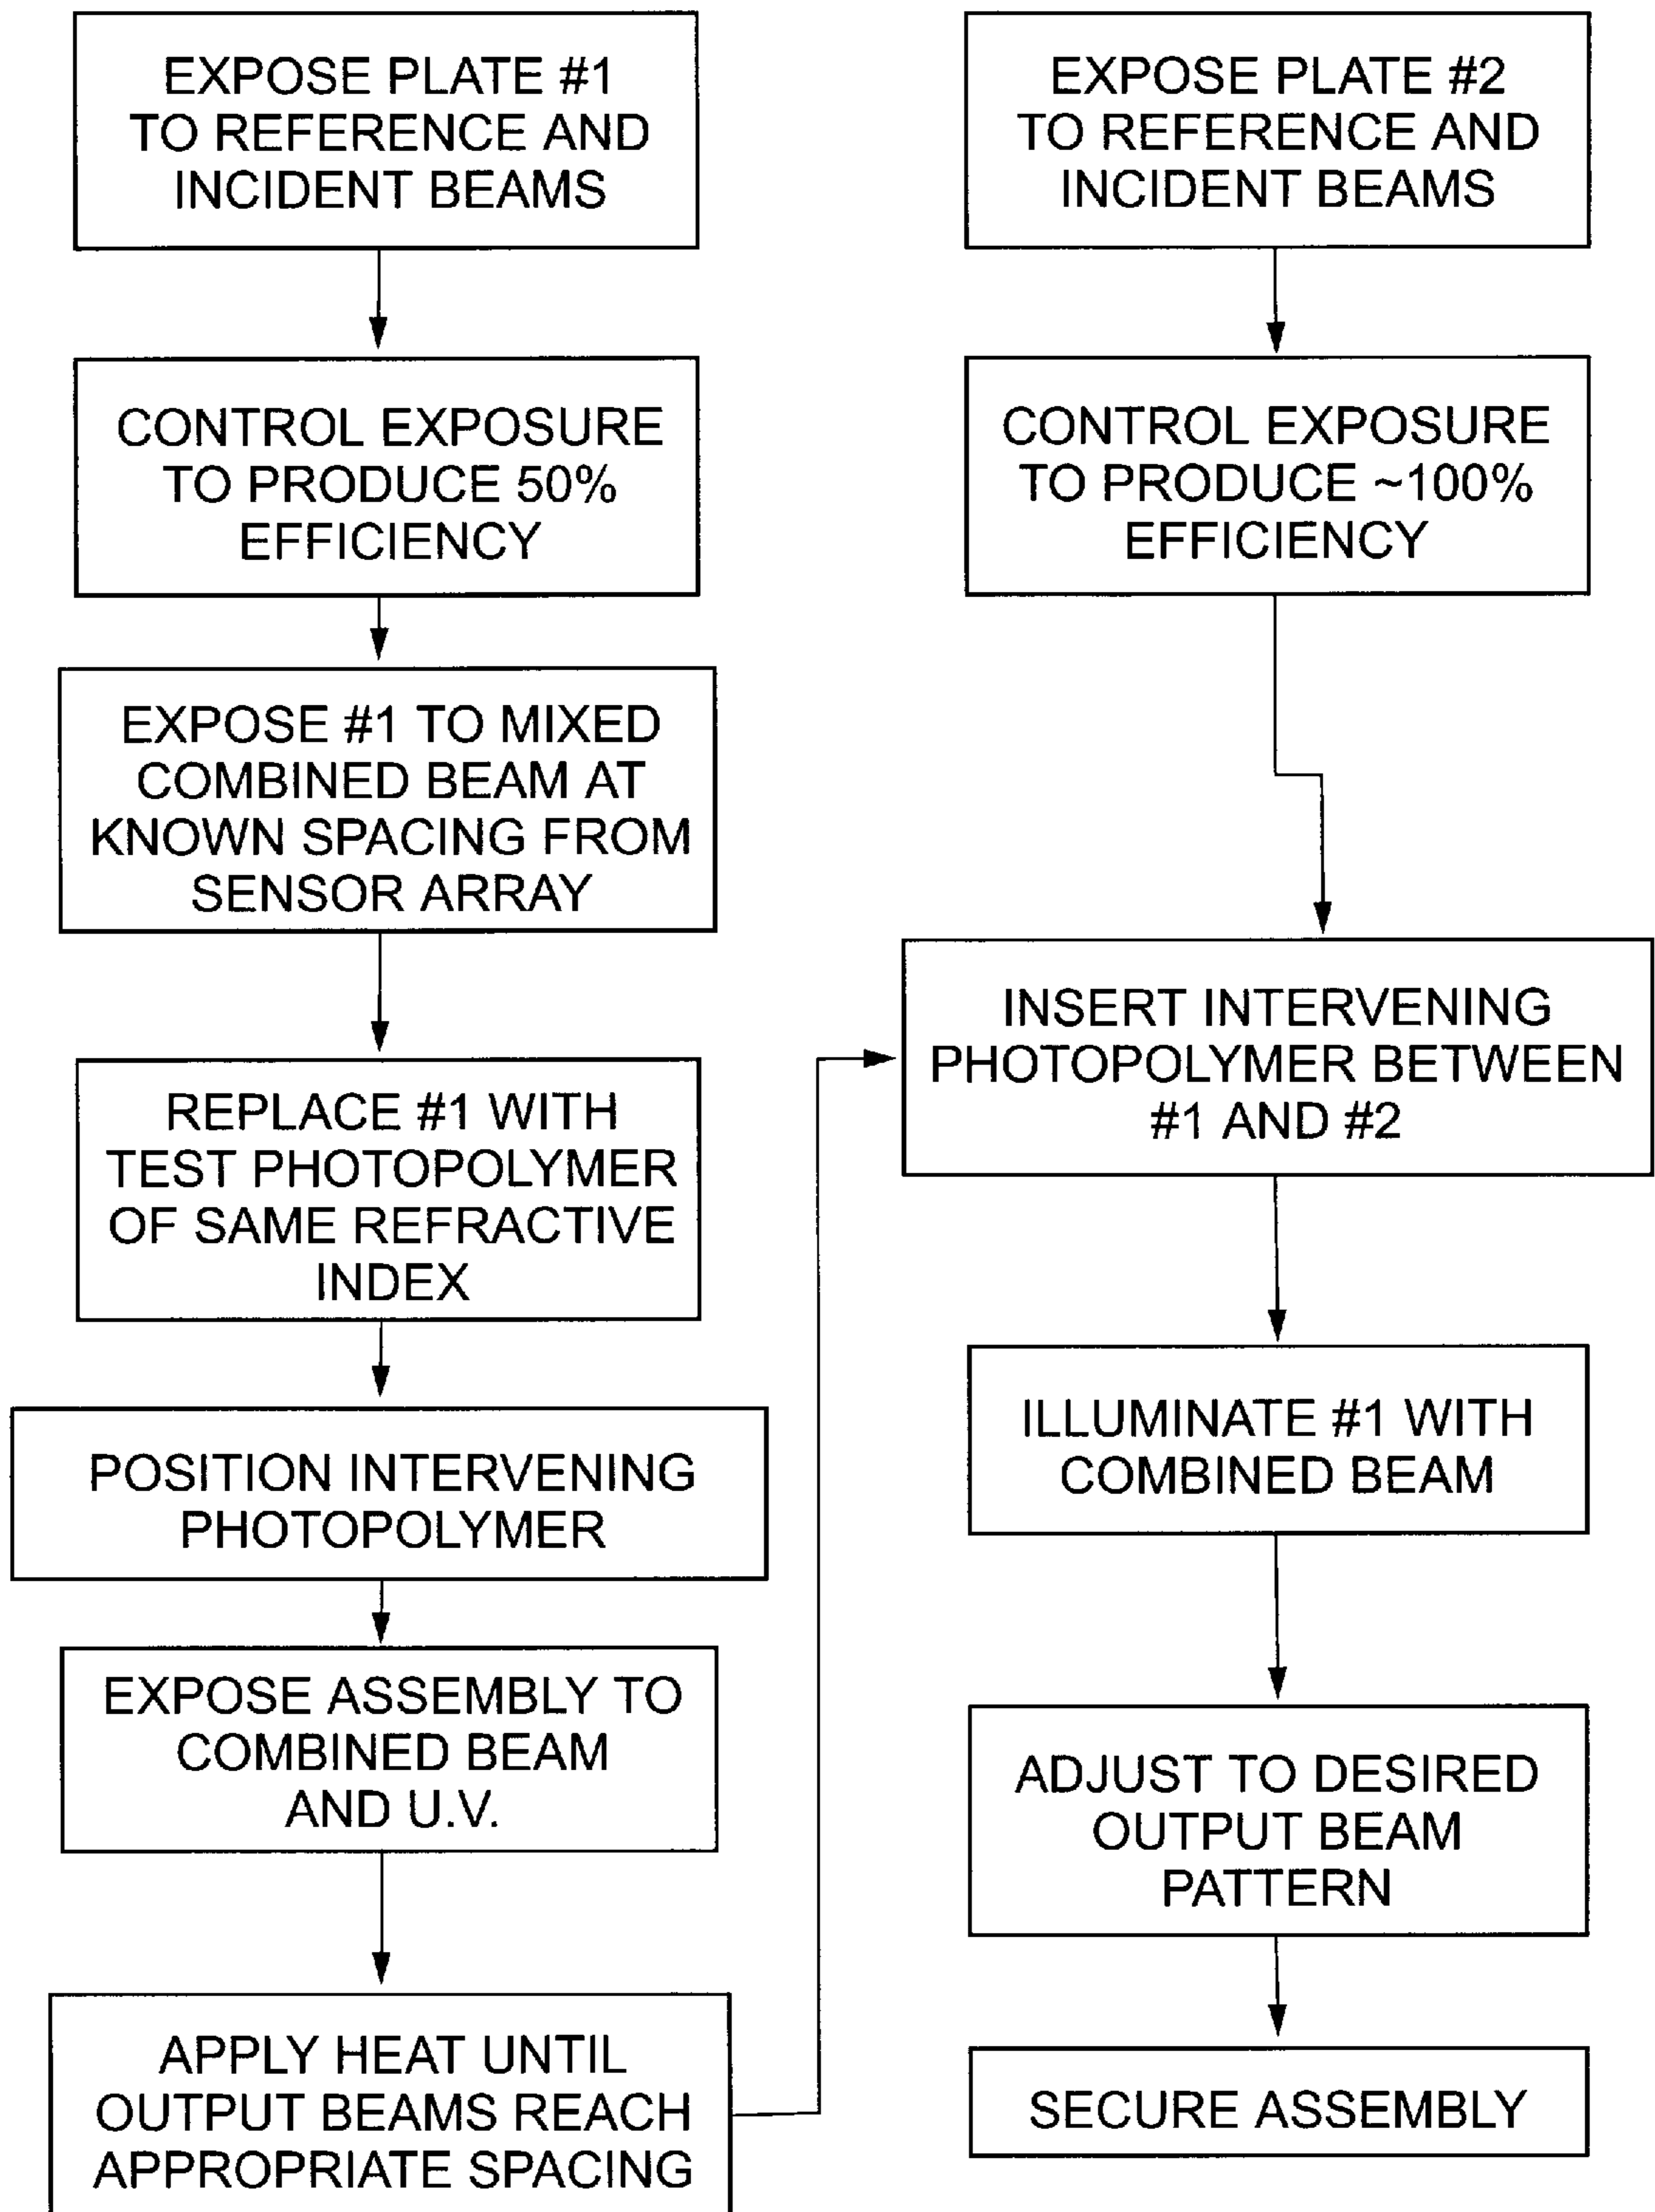 EXPOSE PLATE #1
TO REFERENCE AND
INCIDENT BEAMS
CONTROL EXPOSURE
TO PRODUCE 50%
EFFICIENCY
EXPOSE #1 TO MIXED
COMBINED BEAM AT
KNOWN SPACING FROM
SENSOR ARRAY
REPLACE #1 WITH
TEST PHOTOPOLYMER
OF SAME REFRACTIVE
INDEX
POSITION INTERVENING
PHOTOPOLYMER
EXPOSE ASSEMBLY TO
COMBINED BEAM
AND U.V.
APPLY HEAT UNTIL
OUTPUT BEAMS REACH
APPROPRIATE SPACING
EXPOSE PLATE #2
TO REFERENCE AND
INCIDENT BEAMS
CONTROL EXPOSURE
TO PRODUCE ~100%
EFFICIENCY
INSERT INTERVENING
PHOTOPOLYMER BETWEEN
#1 AND #2
ILLUMINATE #1 WITH
COMBINED BEAM
ADJUST TO DESIRED
OUTPUT BEAM
PATTERN
SECURE ASSEMBLY